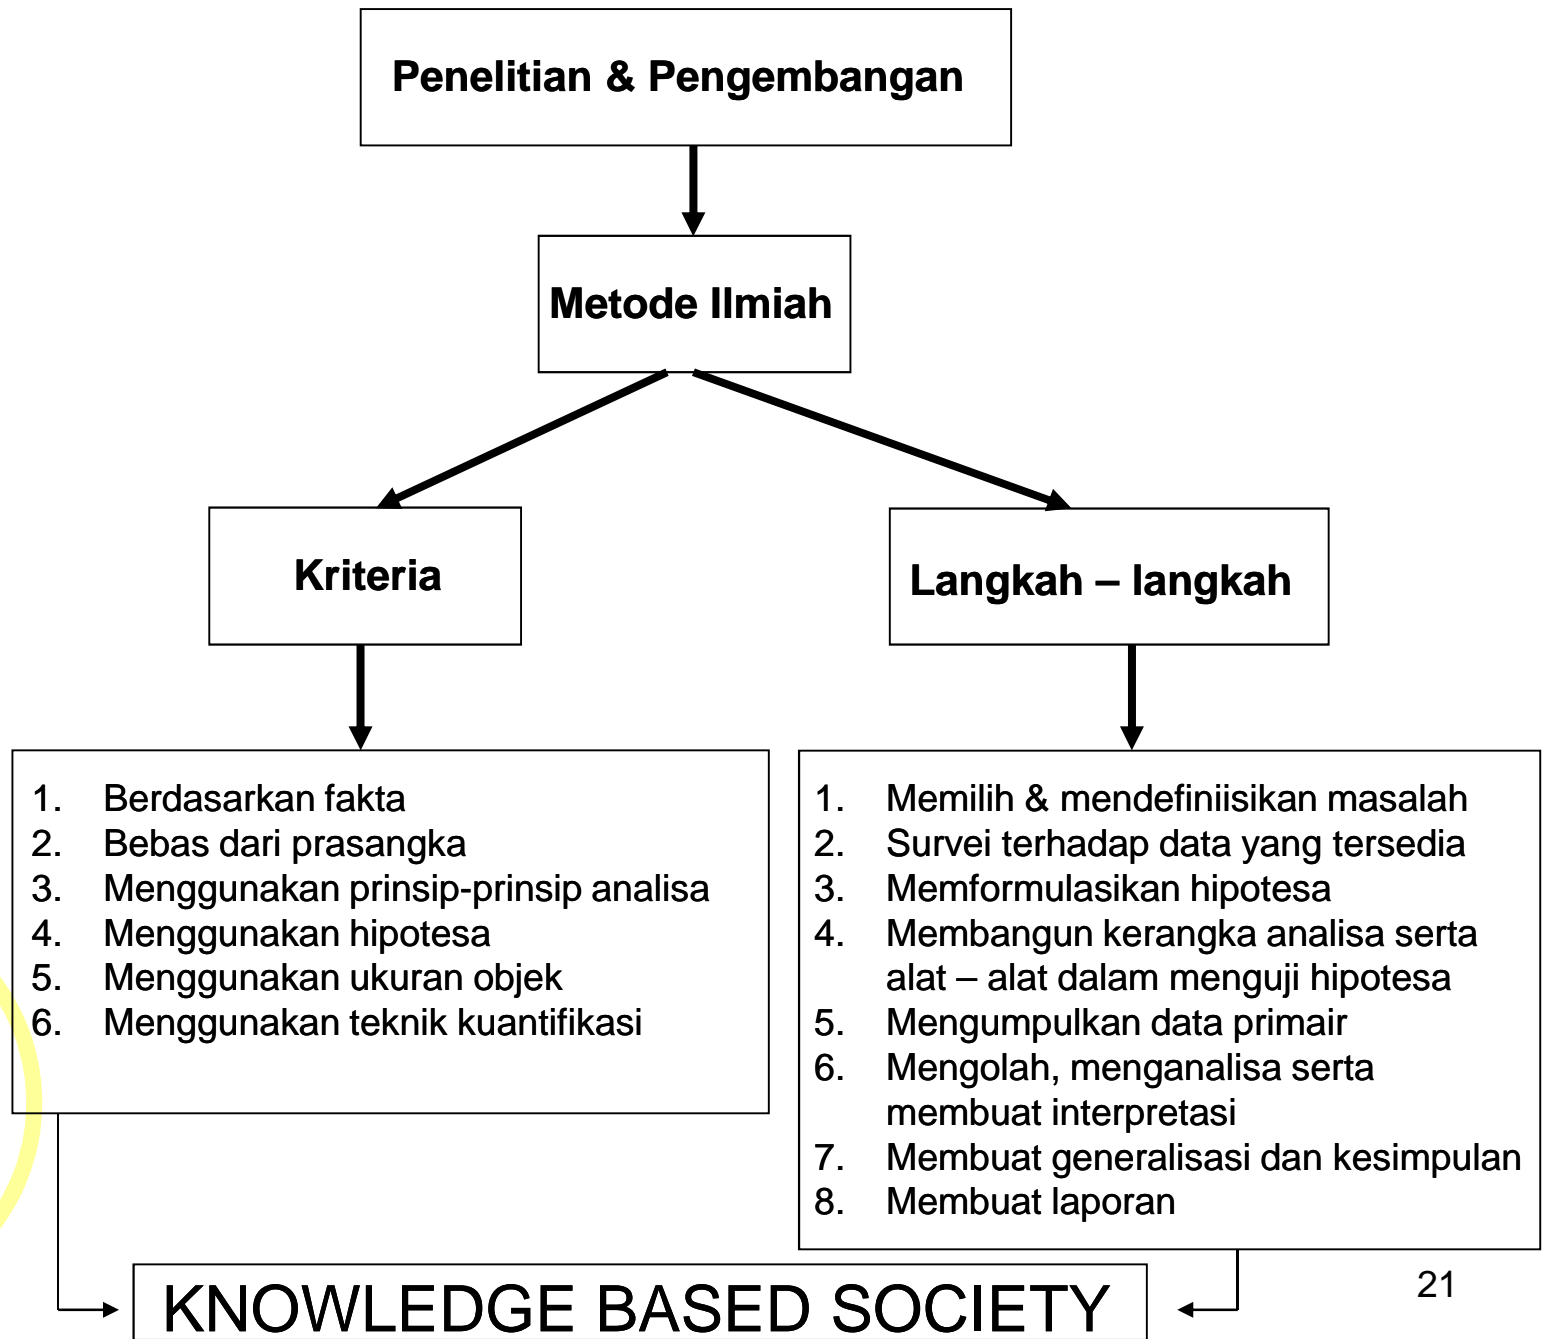 Penelitian & Pengembangan
Metode Ilmiah
Kriteria
Langkah – langkah
1. Berdasarkan fakta
2. Bebas dari prasangka
3. Menggunakan prinsip-prinsip analisa
4. Menggunakan hipotesa
5. Menggunakan ukuran objek
6. Menggunakan teknik kuantifikasi
1. Memilih & mendefiniisikan masalah
2. Survei terhadap data yang tersedia
3. Memformulasikan hipotesa
4. Membangun kerangka analisa serta
alat – alat dalam menguji hipotesa
5. Mengumpulkan data primair
6. Mengolah, menganalisa serta
membuat interpretasi
7. Membuat generalisasi dan kesimpulan
8. Membuat laporan
KNOWLEDGE BASED SOCIETY
21